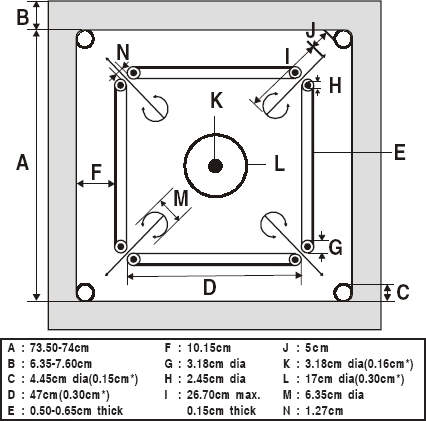 J
B
N
I
K
H
A
L
E
F
M
G
D
C
A : 73.50-74cm
B : 6.35-7.60cm
C : 4.45cm dia(0.15cm*)
D : 47cm(0.30cm*)
E : 0.50-0.65cm thick
F : 10.15cm
G : 3.18cm dia
H : 2.45cm dia
I : 26.70cm max.
0.15cm thick
J : 5cm
K : 3.18cm dia(0.16cm*)
L : 17cm dia(0.30cm*)
M : 6.35cm dia
N : 1.27cm